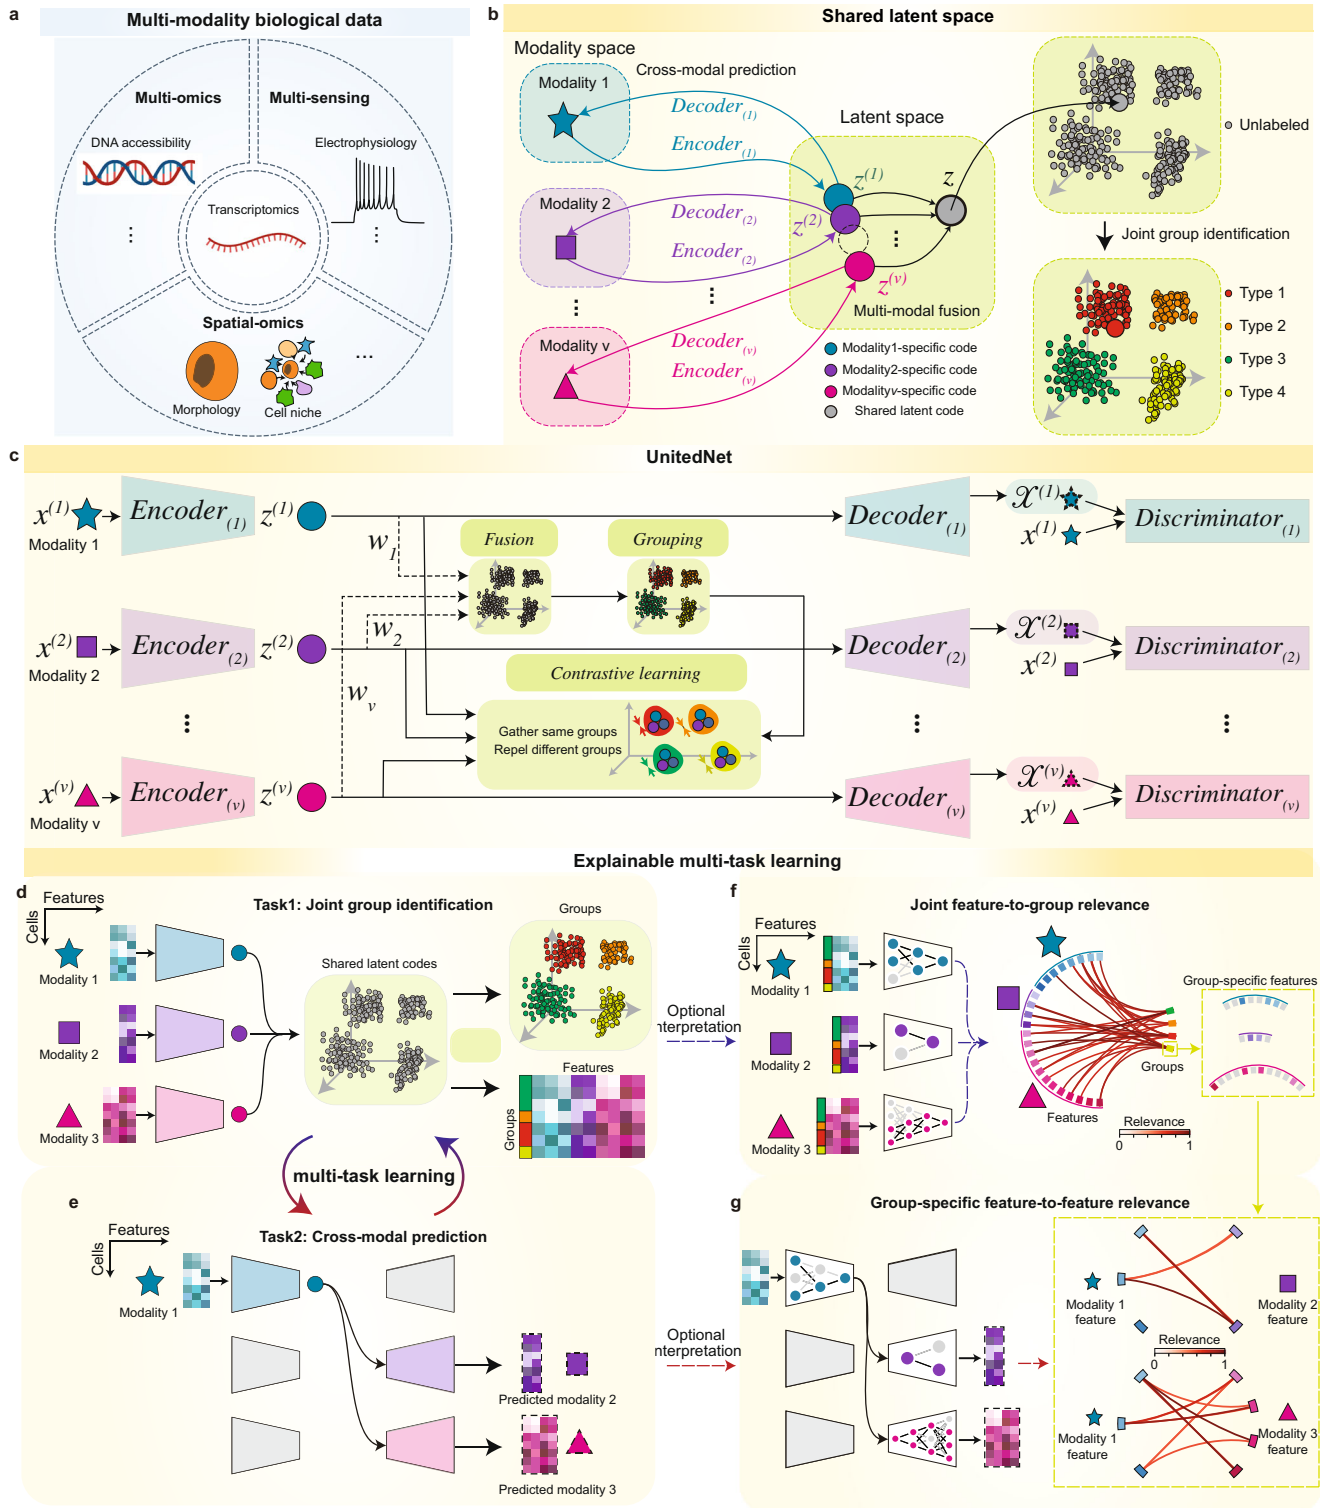 a
Multi-modality biological data
Multi-omics
Multi-sensing
DNA accessibility
Electrophysiology
Transcriptomics
Spatial-omics
Morphology
Cell niche
b
Shared latent space
Modality space
Modality 1
Cross-modal prediction
Decoder(1)
Encoder(1)
Latent space
z(1)
z
Modality 2
Decoder(2)
z(2)
Encoder(2)
z(v)
Multi-modal fusion
Modality v
Decoder(v)
Encoder(v)
Modality1-specific code
Modality2-specific code
Modalityv-specific code
Shared latent code
Unlabeled
Joint group identification
Type 1
Type 2
Type 3
Type 4
c
UnitedNet
x(1)
Modality 1
Encoder(1)
z(1)
w1
Fusion
Grouping
Decoder(1)
X(1)
x(1)
Discriminator(1)
x(2)
Modality 2
Encoder(2)
z(2)
w2
wv
Decoder(2)
X(2)
x(2)
Discriminator(2)
Contrastive learning
Gather same groups
Repel different groups
x(v)
Modality v
Encoder(v)
z(v)
Decoder(v)
X(v)
x(v)
Discriminator(v)
Explainable multi-task learning
d
Features
Cells
Task1: Joint group identification
Modality 1
Modality 2
Modality 3
Shared latent codes
Groups
Features
Groups
Optional
interpretation
multi-task learning
f
Joint feature-to-group relevance
Features
Cells
Modality 1
Modality 2
Modality 3
Group-specific features
Groups
Features
Relevance
0 1
e
Task2: Cross-modal prediction
Features
Cells
Modality 1
Predicted modality 2
Predicted modality 3
Optional
interpretation
g
Group-specific feature-to-feature relevance
Modality 1
feature
Modality 2
feature
Relevance
0 1
Modality 1
feature
Modality 3
feature